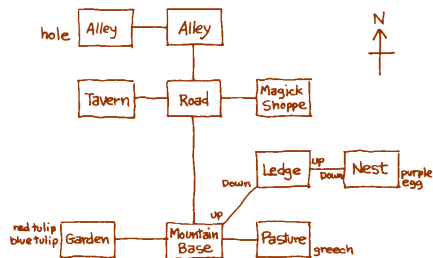 N
hole
Alley
Alley
Tavern
Road
Magick
Shoppe
Down
Ledge
up
Down
Nest
purple
egg
up
red tulip
blue tulip
Garden
Mountain
Base
Pasture
greech